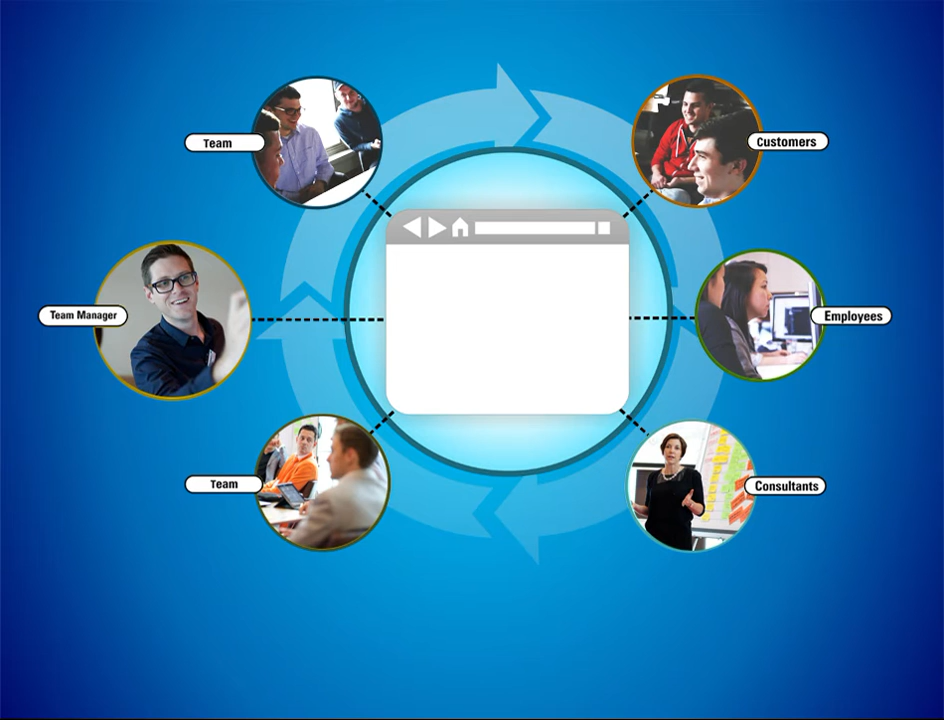 Team
Customers
Team Manager
Employees
Team
Consultants